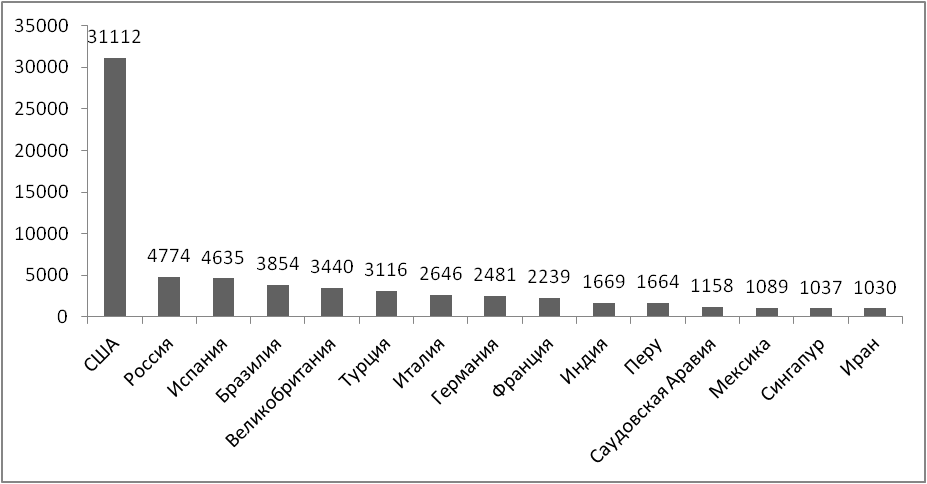 35000
30000
25000
20000
15000
10000
5000
0
31112
4774
4635
3854
3440
3116
2646
2481
2239
1669
1664
1158
1089
1037
1030
США
Россия
Испания
Бразилия
Великобритания
Турция
Италия
Германия
Франция
Индия
Перу
Саудовская Аравия
Мексика
Сингапур
Иран